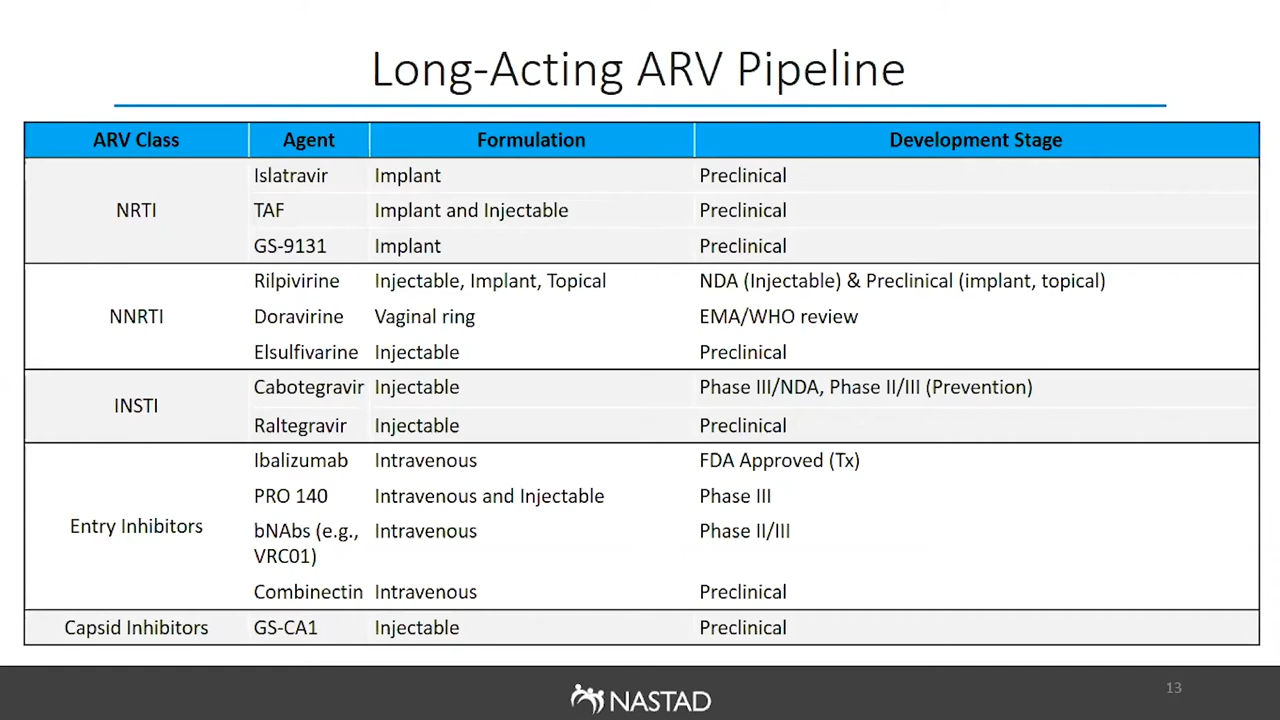 Long-Acting ARV Pipeline
ARV Class Agent Formulation Development Stage
NRTI
Islatravir Implant Preclinical
TAF Implant and Injectable Preclinical
GS-9131 Implant Preclinical
NNRTI
Rilpivirine Injectable, Implant, Topical NDA (Injectable) & Preclinical (implant, topical)
Doravirine Vaginal ring EMA/WHO review
Elsulfivarine Injectable Preclinical
INSTI
Cabotegravir Injectable Phase III/NDA, Phase II/III (Prevention)
Raltegravir Injectable Preclinical
Entry Inhibitors
Ibalizumab Intravenous FDA Approved (Tx)
PRO 140 Intravenous and Injectable Phase III
bNAbs (e.g., Intravenous Phase II/III
VRC01)
Combinectin Intravenous Preclinical
Capsid Inhibitors GS-CA1 Injectable Preclinical
NASTAD
13